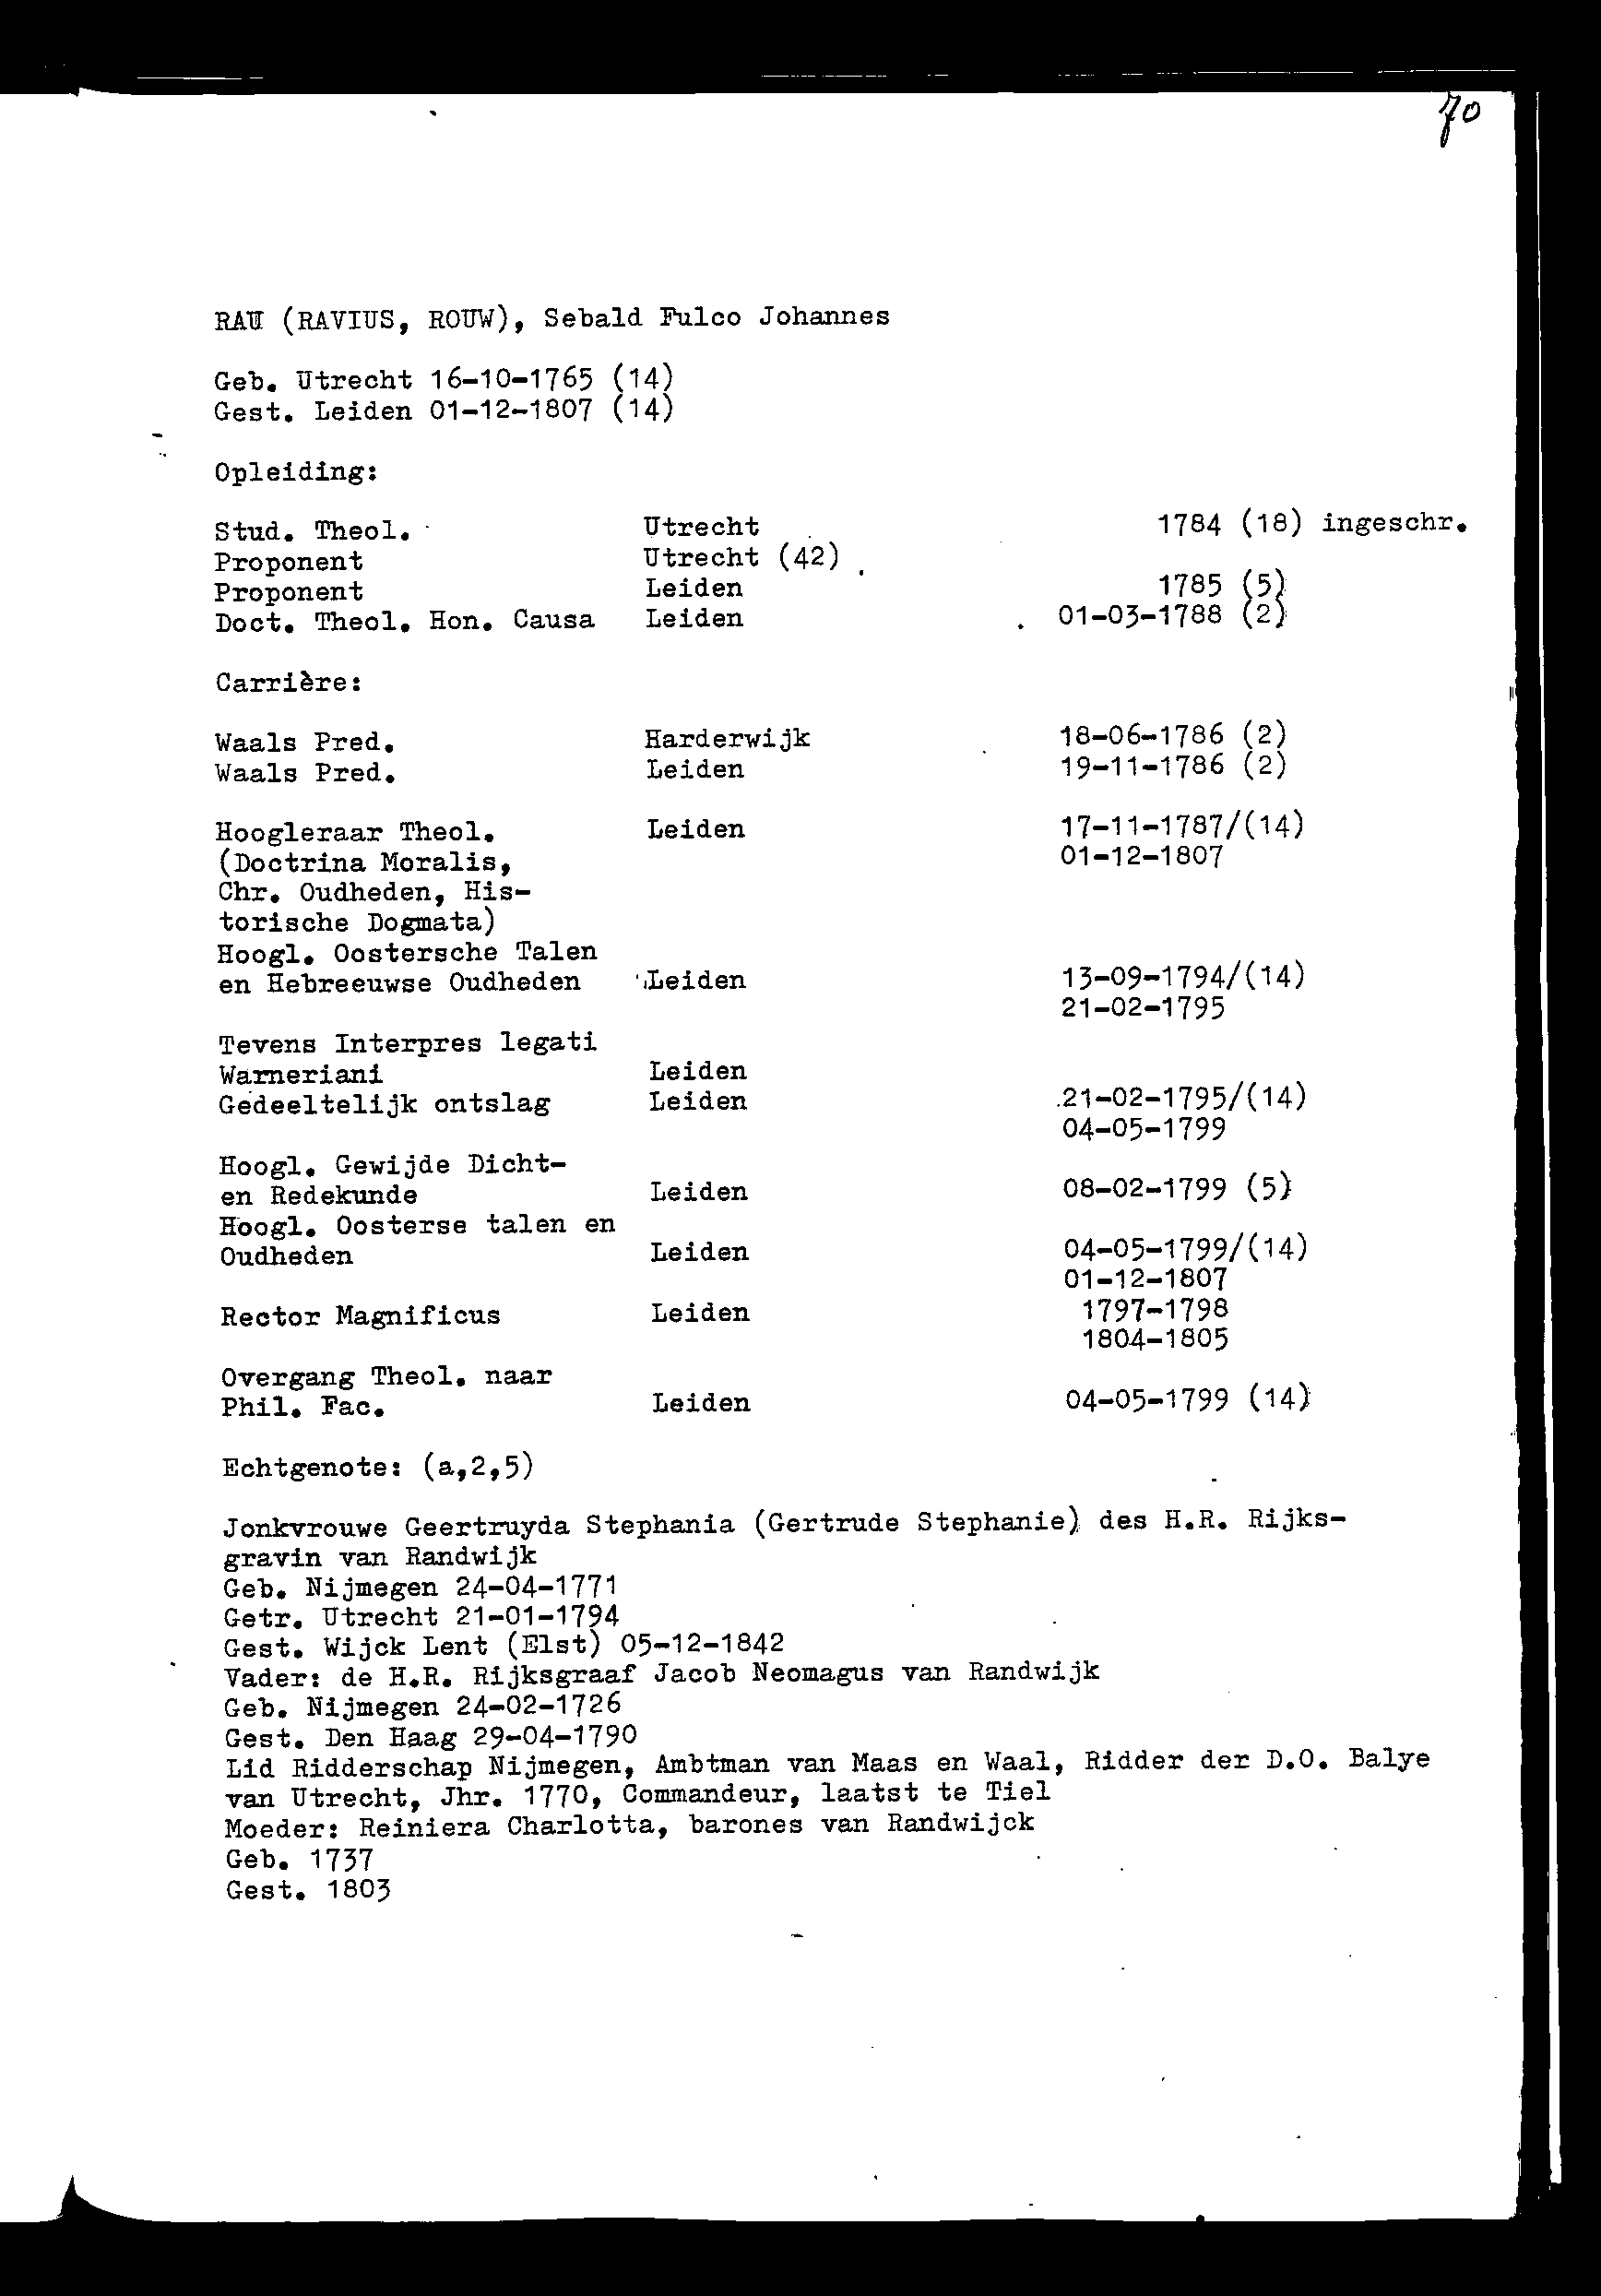 70
RAU (RAVIUS, ROUW), Sebald Fulco Johannes
Geb. Utrecht 16-10-1765 (14)
Gest. Leiden 01-12-1807 (14)
Opleiding:
Stud. Theol. Utrecht 1784 (18) ingeschr.
Proponent Utrecht (42)
Proponent Leiden 1785 (5)
Doct. Theol. Hon. Causa Leiden 01-03-1788 (2)
Carrière:
Waals Pred. Harderwijk 18-06-1786 (2)
Waals Pred. Leiden 19-11-1786 (2)
Hoogleraar Theol. Leiden 17-11-1787/(14)
(Doctrina Moralis, 01-12-1807
Chr. Oudheden, His-
torische Dogmata)
Hoogl. Oostersche Talen
en Hebreeuwse Oudheden Leiden 13-09-1794/(14)
21-02-1795
Tevens Interpres legati
Warneriani Leiden
Gedeeltelijk ontslag Leiden 21-02-1795/(14)
04-05-1799
Hoogl. Gewijde Dicht-
en Redekunde Leiden 08-02-1799 (5)
Hoogl. Oosterse talen en
Oudheden Leiden 04-05-1799/(14)
01-12-1807
Rector Magnificus Leiden 1797-1798
1804-1805
Overgang Theol. naar
Phil. Fac. Leiden 04-05-1799 (14)
Echtgenote: (a,2,5)
Jonkvrouwe Geertruyda Stephania (Gertrude Stephanie) des H.R. Rijks-
gravin van Randwijk
Geb. Nijmegen 24-04-1771
Getr. Utrecht 21-01-1794
Gest. Wijck Lent (Elst) 05-12-1842
Vader: de H.R. Rijksgraaf Jacob Neomagus van Randwijk
Geb. Nijmegen 24-02-1726
Gest. Den Haag 29-04-1790
Lid Ridderschap Nijmegen, Ambtman van Maas en Waal, Ridder der D.O. Balye
van Utrecht, Jhr. 1770, Commandeur, laatst te Tiel
Moeder: Reiniera Charlotta, barones van Randwijck
Geb. 1737
Gest. 1803